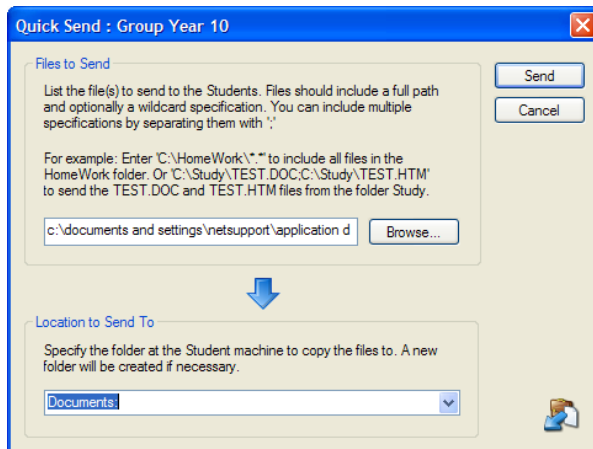 Quick Send : Group Year 10
Files to Send
List the file(s) to send to the Students. Files should include a full path
and optionally a wildcard specification. You can include multiple
specifications by separating them with ';'
For example: Enter 'C:\HomeWork\*.*' to include all files in the
HomeWork folder. Or 'C:\Study\TEST.DOC;C:\Study\TEST.HTM'
to send the TEST.DOC and TEST.HTM files from the folder Study.
c:\documents and settings\netsupport\application d
Browse...
Send
Cancel
Location to Send To
Specify the folder at the Student machine to copy the files to. A new
folder will be created if necessary.
Documents: